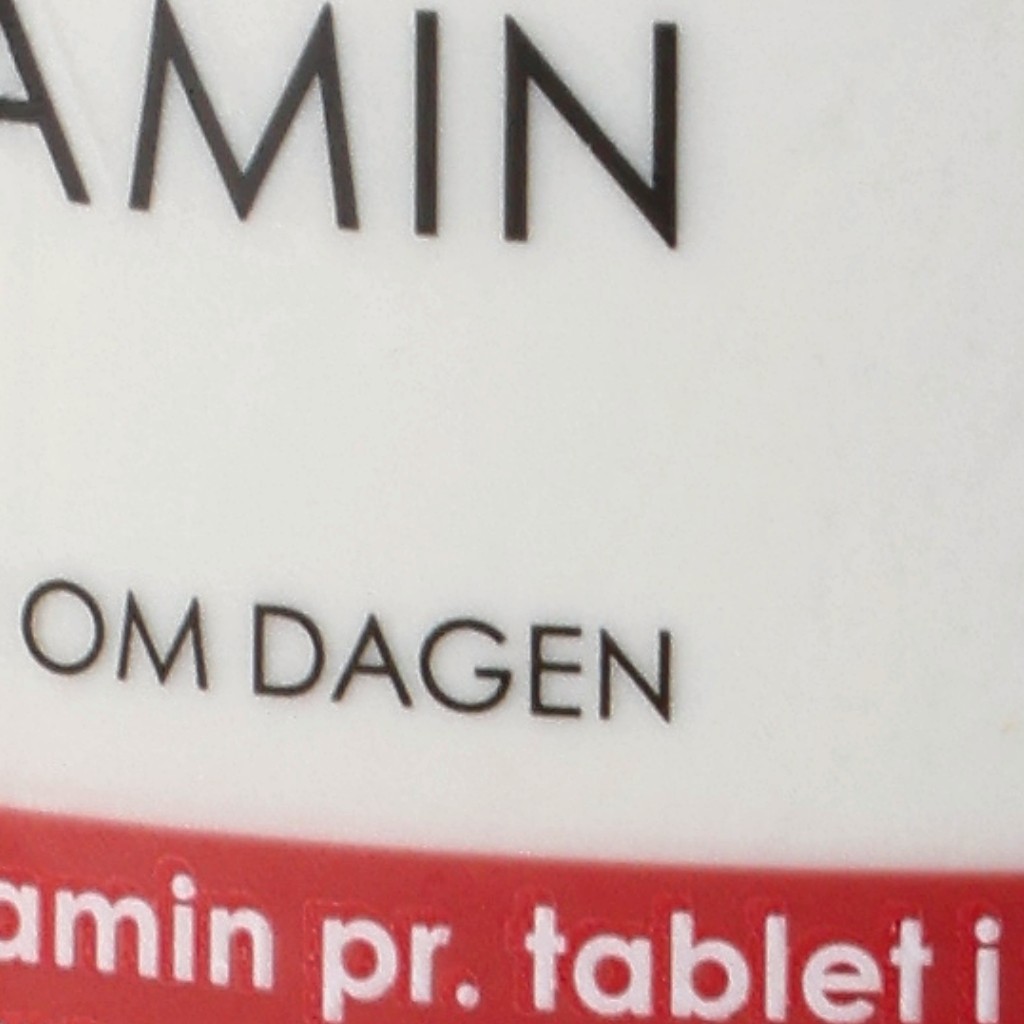 AMIN
OM DAGEN
amin pr. tablet i